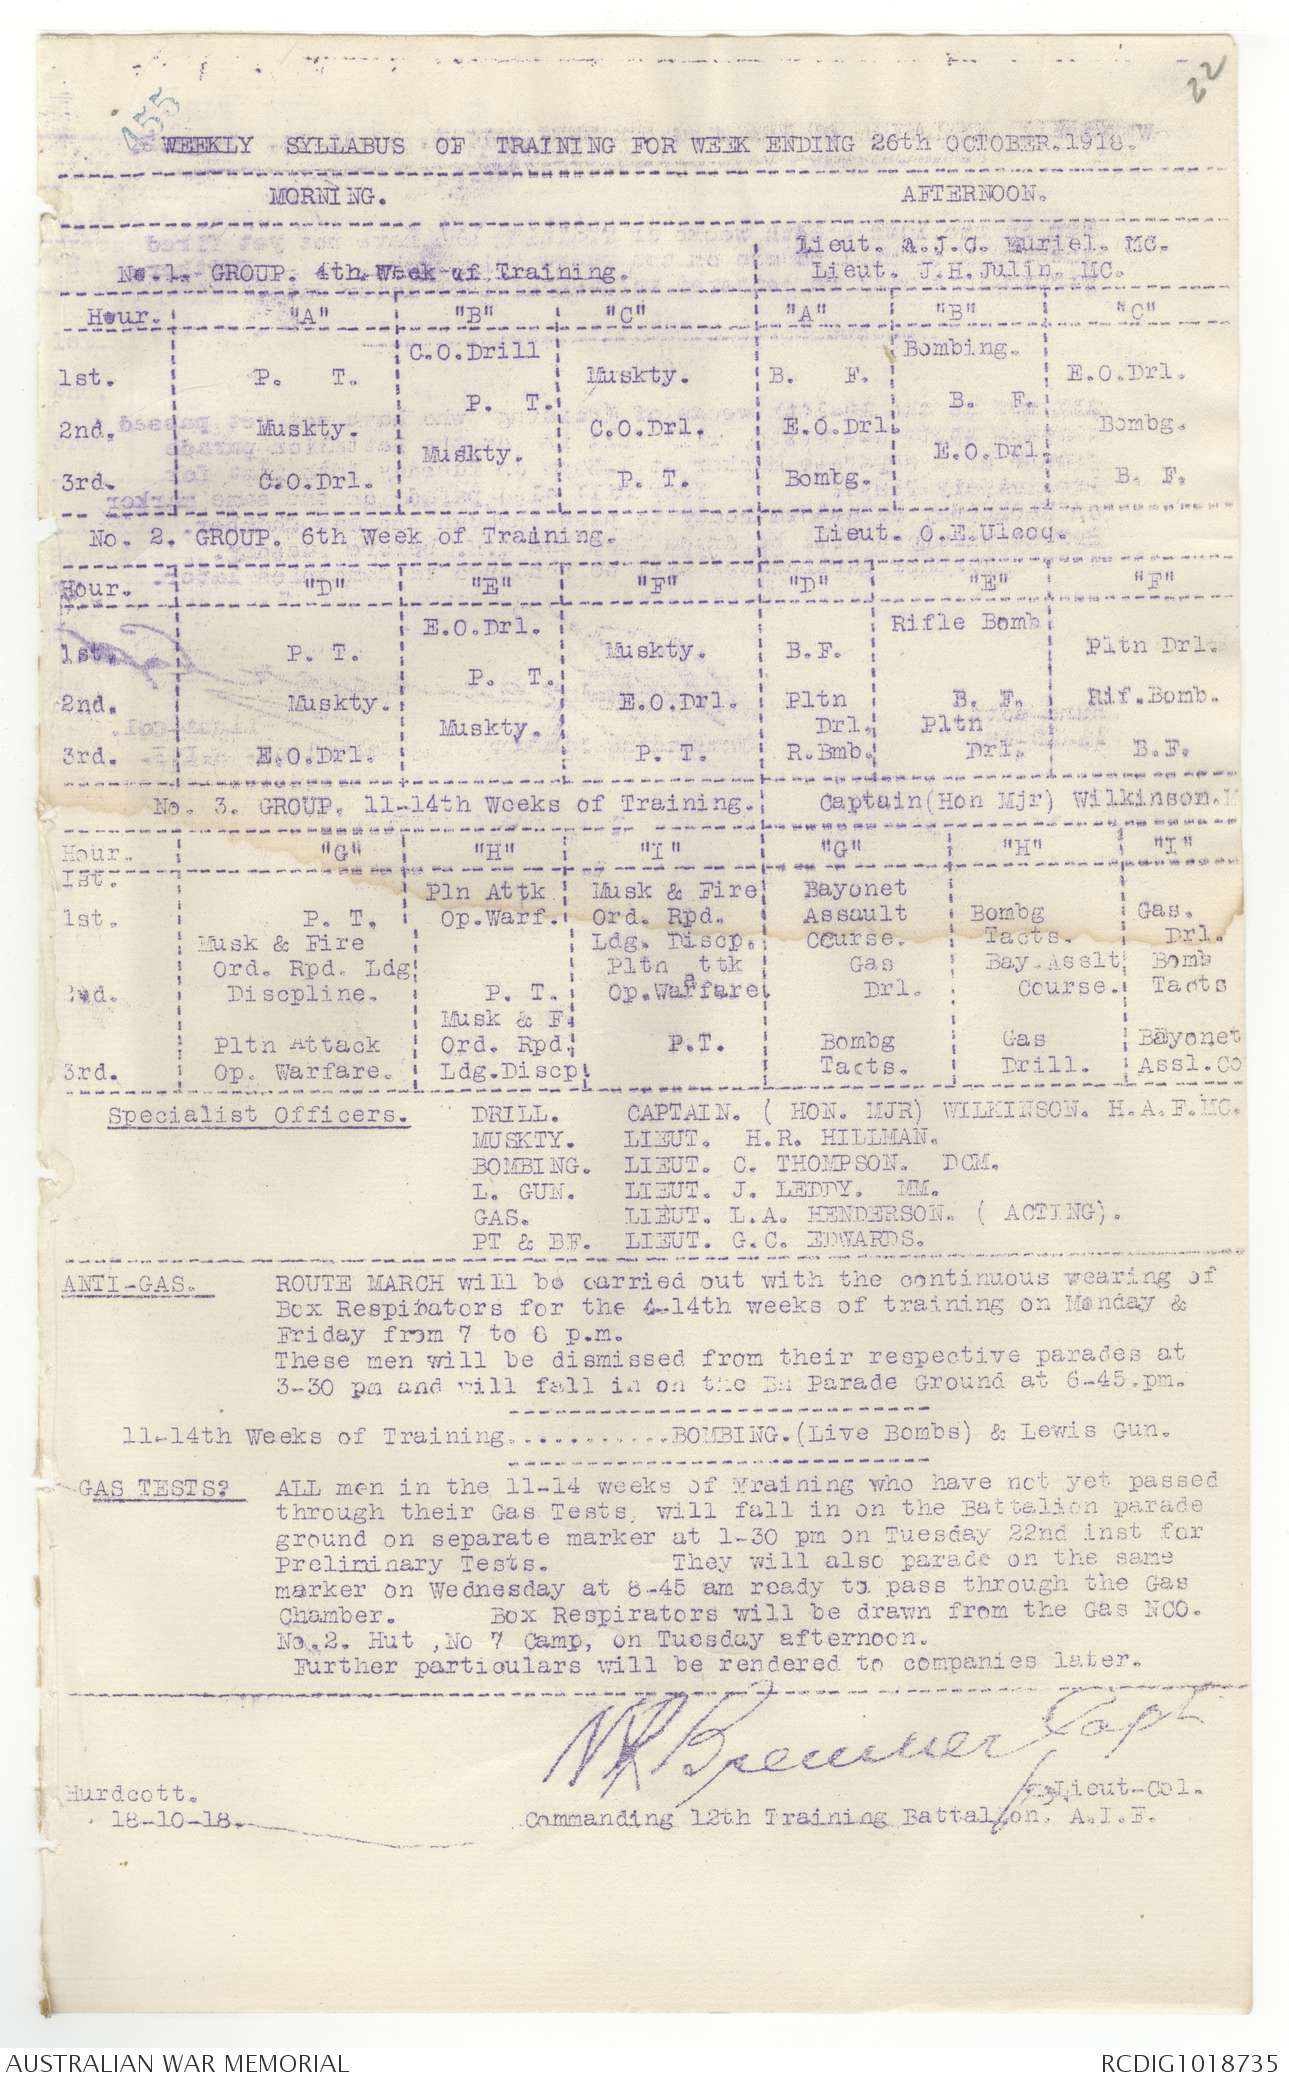 22
455
WEEKLY SYLLABUS OF TRAINING FOR WEEK ENDING 26th OCTOBER.1918.
MORNING. AFTERNOON.
Lieut. A.J.C. Muriel. MC.
No.1. GROUP. 4th Week of Training. Lieut. J.H.Julin. MC.
Hour. "A" "B" "C" "A" "B" "C"
C.O.Drill Bombing.
1st. P. T. Muskty. B. F. E.O.Drl.
P. T. B. F.
2nd. Muskty. C.O.Drl. E.O.Drl. Bombg.
Muskty. E.O.Drl.
3rd. C.O.Drl. P. T. Bombg. B. F.
No. 2. GROUP. 6th Week of Training. Lieut. O.E.Ulccq.
Hour. "D" "E" "F" "D" "E" "F"
E.O.Drl. Rifle Bomb
1st. P. T. Muskty. B.F. Pltn Drl.
P. T.
2nd. Muskty. E.O.Drl. Pltn B. F. Rif.Bomb.
Muskty. Drl. Pltn
3rd. E.O.Drl. P. T. R.Bmb. Drl. B.F.
No. 3. GROUP. 11-14th Weeks of Training. Captain(Hon Mjr) Wilkinson.M
Hour. "G" "H" "I" "G" "H" "I"
1st.
Pln Attk Musk & Fire Bayonet
1st. P. T. Op.Warf. Ord. Rpd. Assault Bombg Gas.
Musk & Fire Ldg. Discp. Course. Tacts. Drl.
Ord. Rpd. Ldg Pltn ttk Gas Bay.Asslt Bomb
2nd. Discpline. P. T. Op.Warfare. Drl. Course. Tacts
Musk & F.
Pltn Attack Ord. Rpd. P.T. Bombg Gas Bayonet
3rd. Op. Warfare. Ldg.Discp. Tacts. Drill. Assl.Co
Specialist Officers. DRILL. CAPTAIN. ( HON. MJR) WILKINSON. H.A.F.MC.
MUSKTY. LIEUT. H.R. HILLMAN.
BOMBING. LIEUT. C. THOMPSON. DCM.
L. GUN. LIEUT. J. LEDDY. MM.
GAS. LIEUT. L.A. HENDERSON. ( ACTING).
PT & BF. LIEUT. G.C. EDWARDS.
ANTI-GAS. ROUTE MARCH will be carried out with the continuous wearing of
Box Respirators for the 4-14th weeks of training on Monday &
Friday from 7 to 8 p.m.
These men will be dismissed from their respective parades at
3-30 pm and will fall in on the Bn Parade Ground at 6-45.pm.
11-14th Weeks of Training...........BOMBING.(Live Bombs) & Lewis Gun.
GAS TESTS? ALL men in the 11-14 weeks of Mraining who have not yet passed
through their Gas Tests, will fall in on the Battalion parade
ground on separate marker at 1-30 pm on Tuesday 22nd inst for
Preliminary Tests. They will also parade on the same
marker on Wednesday at 8-45 am ready to pass through the Gas
Chamber. Box Respirators will be drawn from the Gas NCO.
No.2. Hut ,No 7 Camp, on Tuesday afternoon.
Further particulars will be rendered to companies later.
Bremner Capt
Hurdcott. Lieut-Col.
18-10-18. Commanding 12th Training Battalion. A.I.F.
AUSTRALIAN WAR MEMORIAL RCDIG1018735